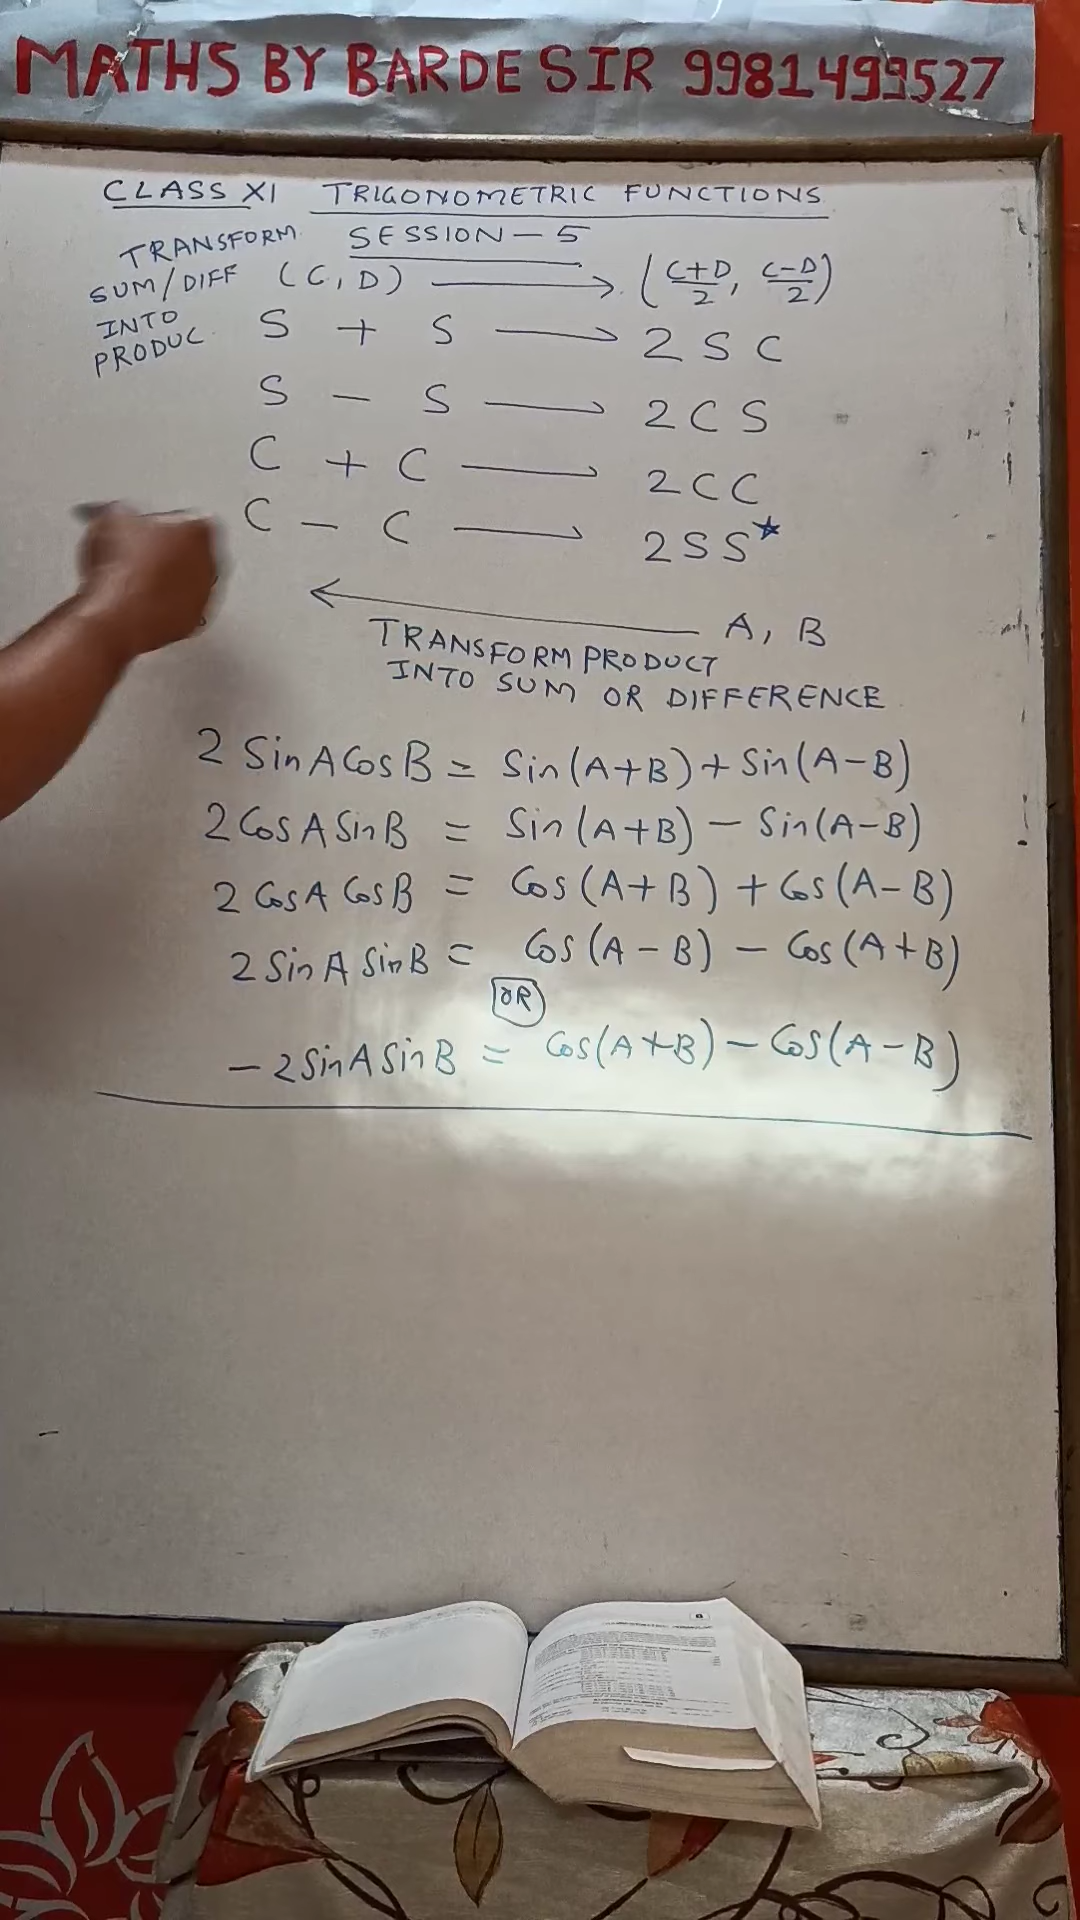 MATHS BY BARDE SIR 9981499527
CLASS XI TRIGONOMETRIC FUNCTIONS
SESSION-5
TRANSFORM
SUM/DIFF
INTO
PRODUC
(C, D) → (C+D/2, C-D/2)
S + S → 2 S C
S - S → 2 C S
C + C → 2 C C
C - C → 2 S S*
← A, B
TRANSFORM PRODUCT
INTO SUM OR DIFFERENCE
2 Sin A Cos B = Sin(A+B) + Sin(A-B)
2 Cos A Sin B = Sin(A+B) - Sin(A-B)
2 Cos A Cos B = Cos(A+B) + Cos(A-B)
2 Sin A Sin B = Cos(A-B) - Cos(A+B)
OR
-2 Sin A Sin B = Cos(A+B) - Cos(A-B)